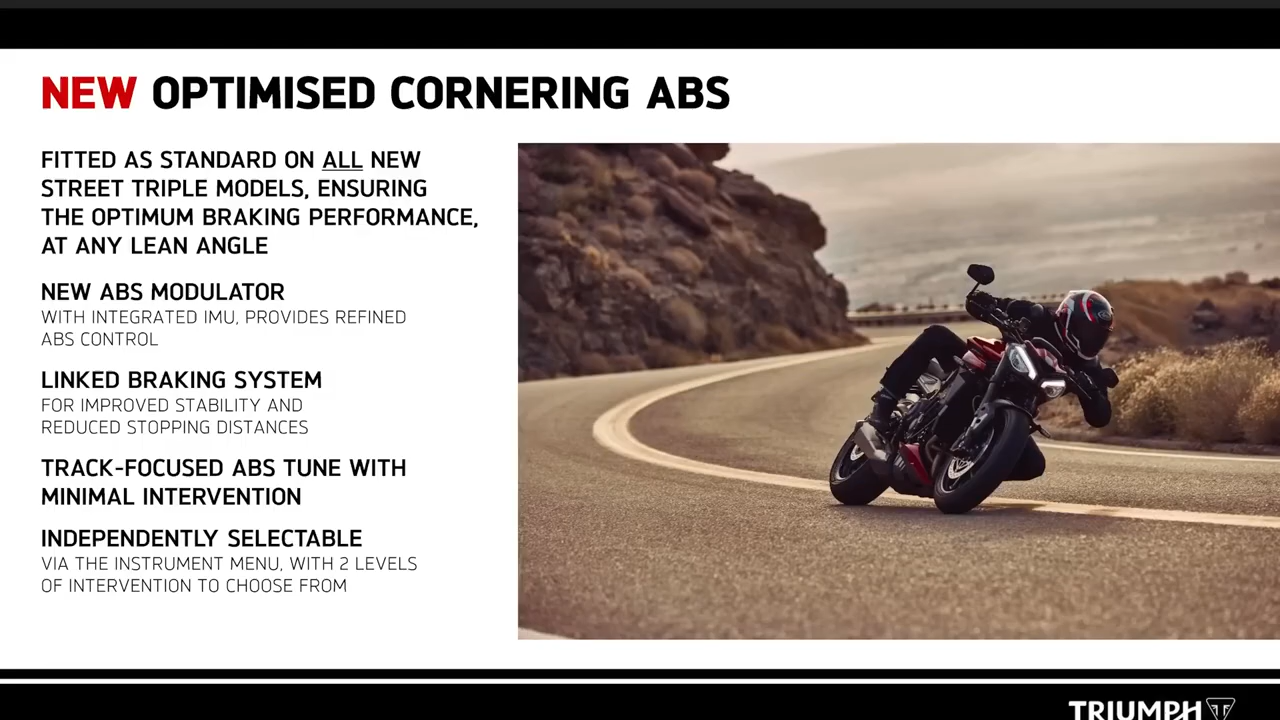 NEW OPTIMISED CORNERING ABS
FITTED AS STANDARD ON ALL NEW
STREET TRIPLE MODELS, ENSURING
THE OPTIMUM BRAKING PERFORMANCE,
AT ANY LEAN ANGLE
NEW ABS MODULATOR
WITH INTEGRATED IMU, PROVIDES REFINED
ABS CONTROL
LINKED BRAKING SYSTEM
FOR IMPROVED STABILITY AND
REDUCED STOPPING DISTANCES
TRACK-FOCUSED ABS TUNE WITH
MINIMAL INTERVENTION
INDEPENDENTLY SELECTABLE
VIA THE INSTRUMENT MENU, WITH 2 LEVELS
OF INTERVENTION TO CHOOSE FROM
TRIUMPH